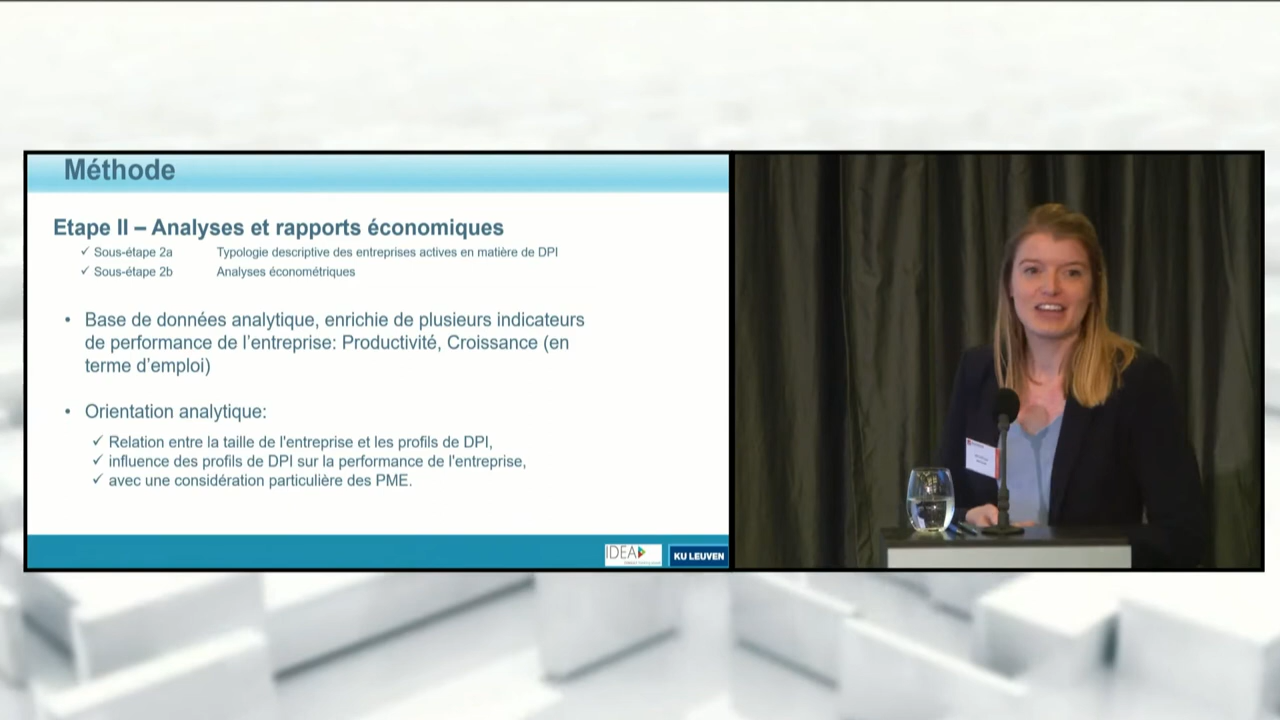 Méthode
Etape II – Analyses et rapports économiques
✓ Sous-étape 2a Typologie descriptive des entreprises actives en matière de DPI
✓ Sous-étape 2b Analyses économétriques
• Base de données analytique, enrichie de plusieurs indicateurs
de performance de l'entreprise: Productivité, Croissance (en
terme d'emploi)
• Orientation analytique:
✓ Relation entre la taille de l'entreprise et les profils de DPI,
✓ influence des profils de DPI sur la performance de l'entreprise,
✓ avec une considération particulière des PME.
IDEA
KU LEUVEN